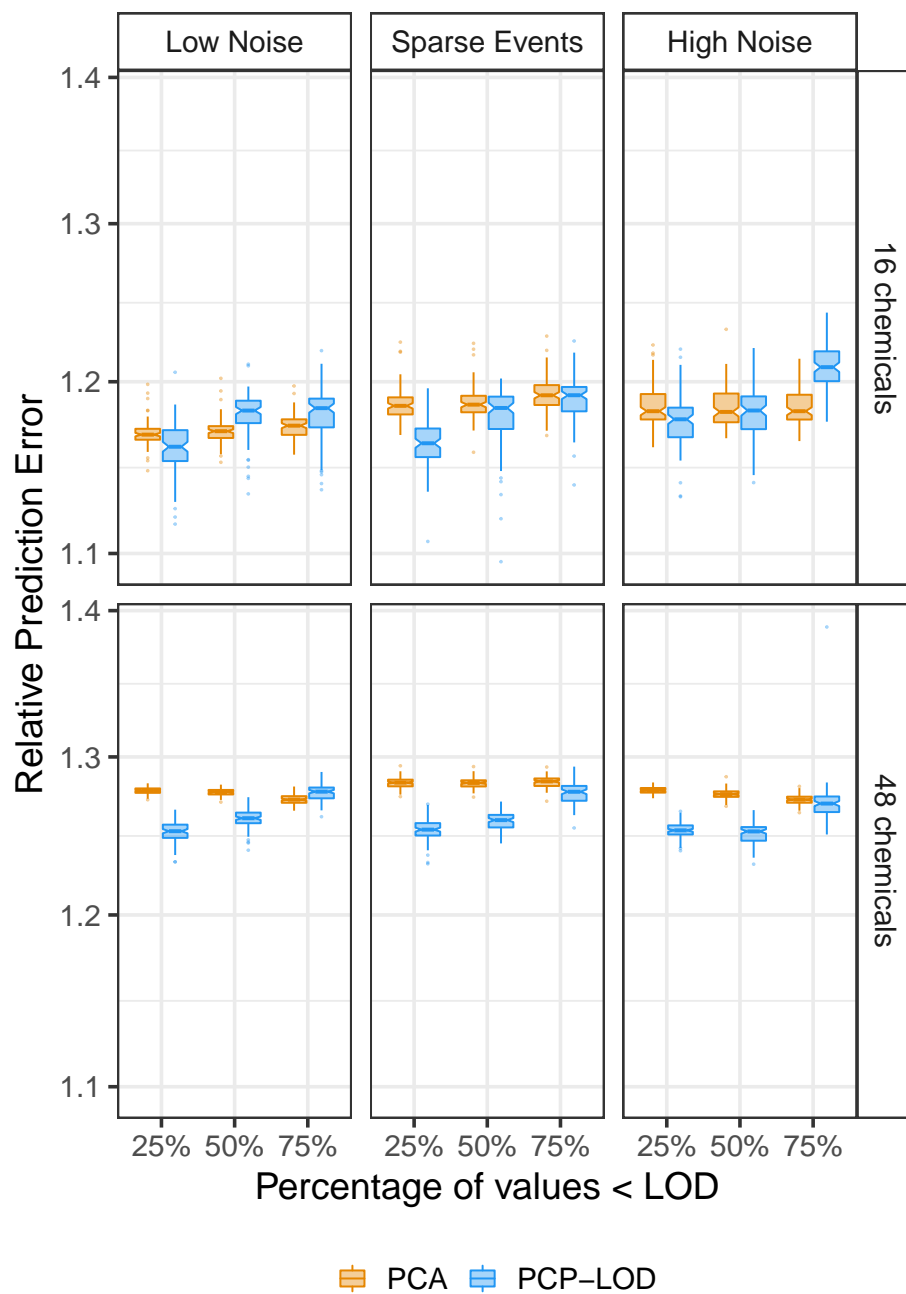 Low Noise
Sparse Events
High Noise
Relative Prediction Error
1.4
1.3
1.2
1.1
16 chemicals
1.4
1.3
1.2
1.1
48 chemicals
25% 50% 75%
25% 50% 75%
25% 50% 75%
Percentage of values < LOD
PCA
PCP−LOD